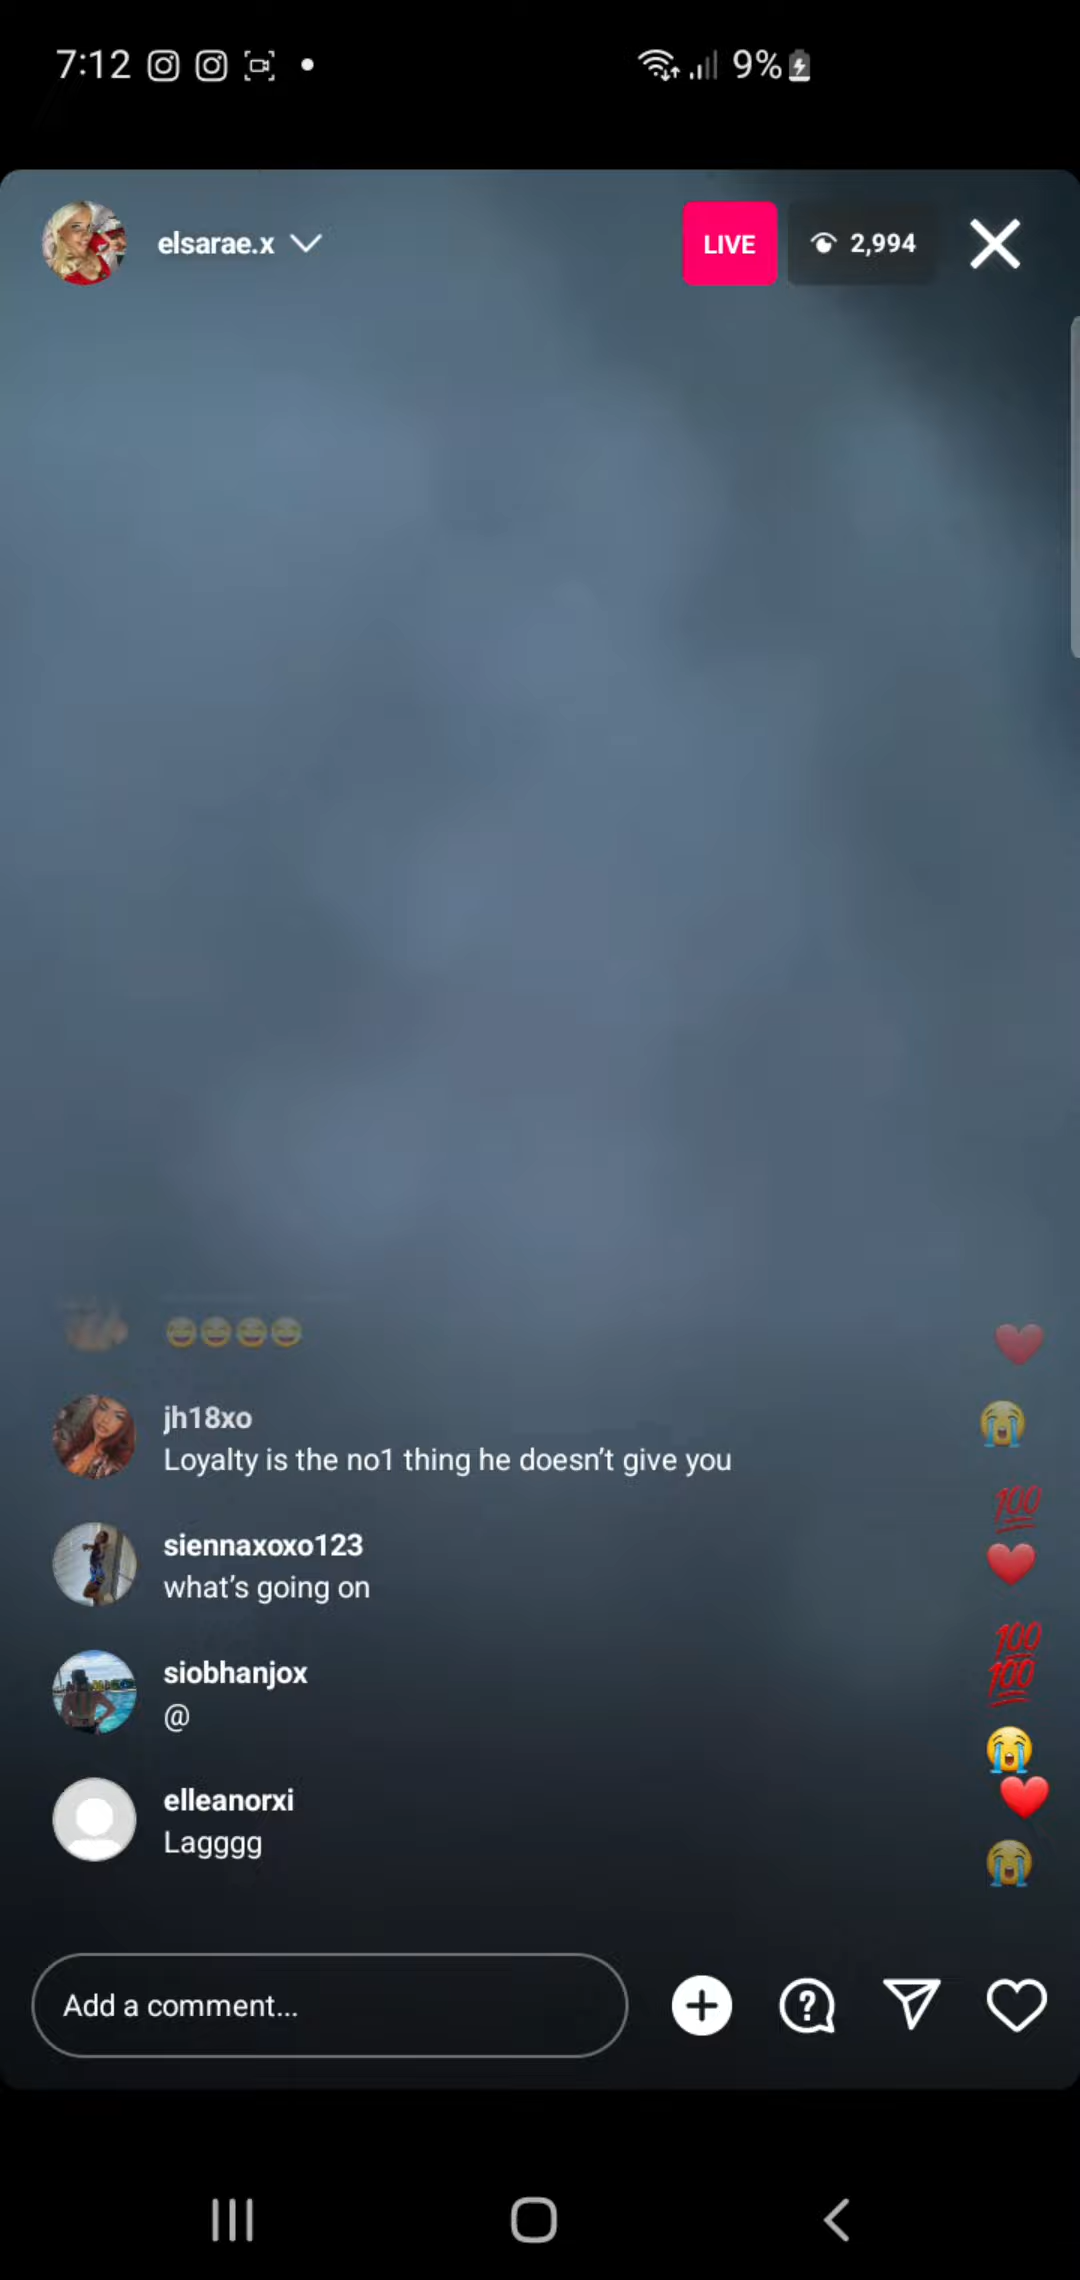 7:12
9%
elsarae.x
LIVE
2,994
😂😂😂😂
jh18xo
Loyalty is the no1 thing he doesn’t give you
siennaxoxo123
what’s going on
siobhanjox
@
elleanorxi
Lagggg
Add a comment...